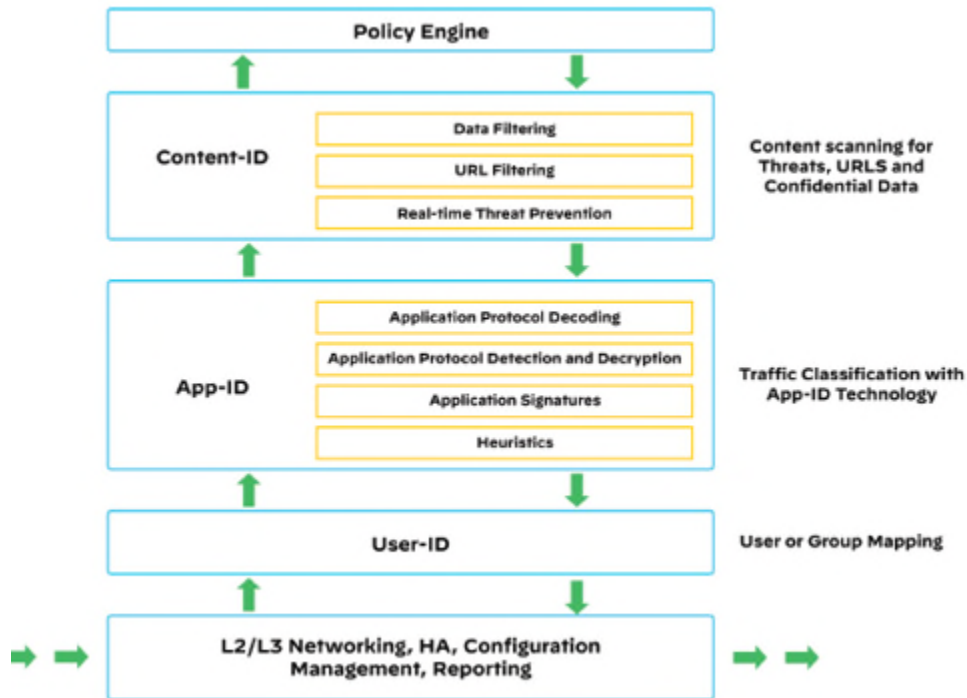 Policy Engine
Content-ID
Data Filtering
URL Filtering
Real-time Threat Prevention
Content scanning for
Threats, URLS and
Confidential Data
App-ID
Application Protocol Decoding
Application Protocol Detection and Decryption
Application Signatures
Heuristics
Traffic Classification with
App-ID Technology
User-ID
User or Group Mapping
L2/L3 Networking, HA, Configuration
Management, Reporting